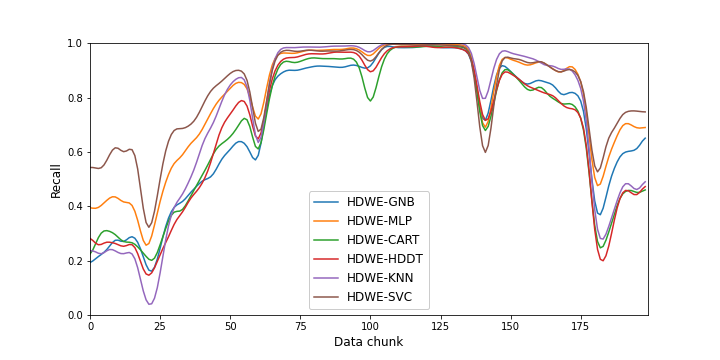 1.0
0.8
0.6
0.4
0.2
0.0
Recall
0
25
50
75
100
125
150
175
Data chunk
HDWE-GNB
HDWE-MLP
HDWE-CART
HDWE-HDDT
HDWE-KNN
HDWE-SVC